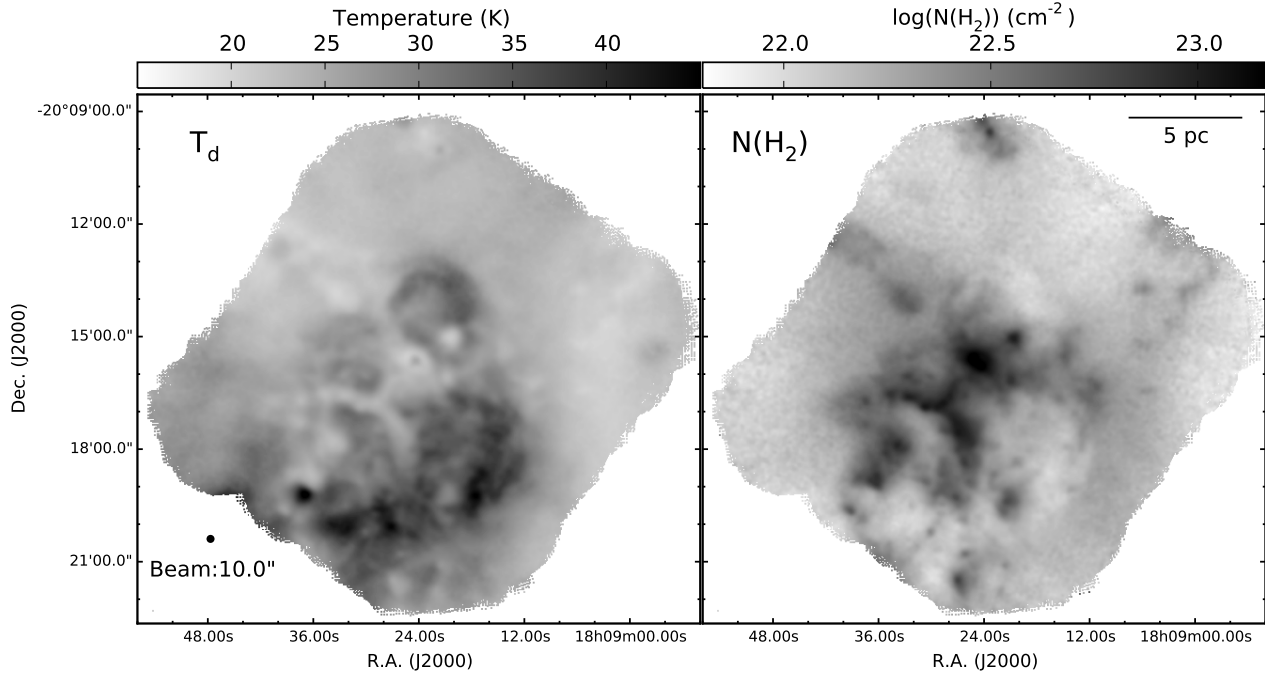 Temperature (K)
20 25 30 35 40
log(N(H₂)) (cm⁻²)
22.0 22.5 23.0
T_d
N(H₂)
5 pc
Beam:10.0"
-20°09'00.0"
12'00.0"
15'00.0"
18'00.0"
21'00.0"
Dec. (J2000)
48.00s 36.00s 24.00s 12.00s 18h09m00.00s
R.A. (J2000)
48.00s 36.00s 24.00s 12.00s 18h09m00.00s
R.A. (J2000)